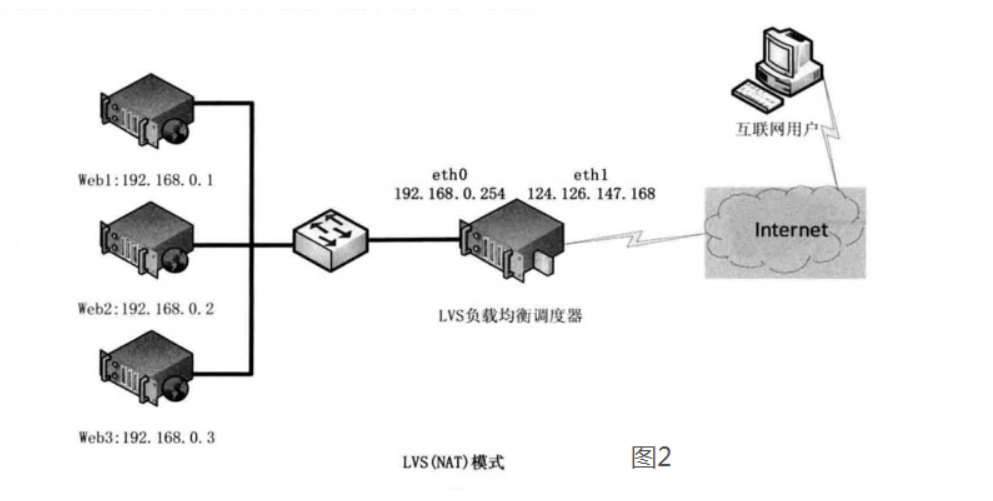 互联网用户
eth0
eth1
192.168.0.254
124.126.147.168
Web1:192.168.0.1
Internet
Web2:192.168.0.2
LVS负载均衡调度器
Web3:192.168.0.3
LVS(NAT)模式
图2